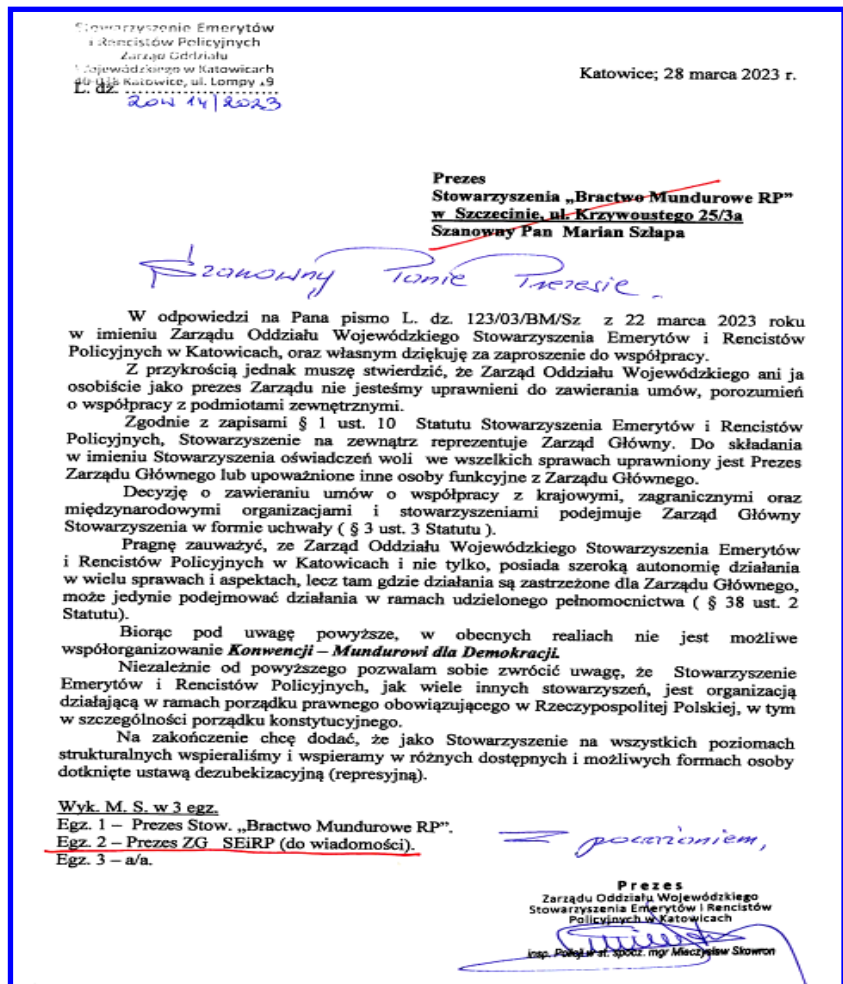 Stowarzyszenie Emerytów
i Rencistów Policyjnych
Zarząd Oddziału
Wojewódzkiego w Katowicach
40-038 Katowice, ul. Lompy 19
L. dz. ........................
ZOW 14/2023
Katowice; 28 marca 2023 r.
Prezes
Stowarzyszenia „Bractwo Mundurowe RP”
w Szczecinie, ul. Krzywoustego 25/3a
Szanowny Pan Marian Szłapa
Szanowny Panie Prezesie.
W odpowiedzi na Pana pismo L. dz. 123/03/BM/Sz z 22 marca 2023 roku
w imieniu Zarządu Oddziału Wojewódzkiego Stowarzyszenia Emerytów i Rencistów
Policyjnych w Katowicach, oraz własnym dziękuję za zaproszenie do współpracy.
Z przykrością jednak muszę stwierdzić, że Zarząd Oddziału Wojewódzkiego ani ja
osobiście jako prezes Zarządu nie jesteśmy uprawnieni do zawierania umów, porozumień
o współpracy z podmiotami zewnętrznymi.
Zgodnie z zapisami § 1 ust. 10 Statutu Stowarzyszenia Emerytów i Rencistów
Policyjnych, Stowarzyszenie na zewnątrz reprezentuje Zarząd Główny. Do składania
w imieniu Stowarzyszenia oświadczeń woli we wszelkich sprawach uprawniony jest Prezes
Zarządu Głównego lub upoważnione inne osoby funkcyjne z Zarządu Głównego.
Decyzję o zawieraniu umów o współpracy z krajowymi, zagranicznymi oraz
międzynarodowymi organizacjami i stowarzyszeniami podejmuje Zarząd Główny
Stowarzyszenia w formie uchwały ( § 3 ust. 3 Statutu ).
Pragnę zauważyć, ze Zarząd Oddziału Wojewódzkiego Stowarzyszenia Emerytów
i Rencistów Policyjnych w Katowicach i nie tylko, posiada szeroką autonomię działania
w wielu sprawach i aspektach, lecz tam gdzie działania są zastrzeżone dla Zarządu Głównego,
może jedynie podejmować działania w ramach udzielonego pełnomocnictwa ( § 38 ust. 2
Statutu).
Biorąc pod uwagę powyższe, w obecnych realiach nie jest możliwe
współorganizowanie Konwencji – Mundurowi dla Demokracji.
Niezależnie od powyższego pozwalam sobie zwrócić uwagę, że Stowarzyszenie
Emerytów i Rencistów Policyjnych, jak wiele innych stowarzyszeń, jest organizacją
działającą w ramach porządku prawnego obowiązującego w Rzeczypospolitej Polskiej, w tym
w szczególności porządku konstytucyjnego.
Na zakończenie chcę dodać, że jako Stowarzyszenie na wszystkich poziomach
strukturalnych wspieraliśmy i wspieramy w różnych dostępnych i możliwych formach osoby
dotknięte ustawą dezubekizacyjną (represyjną).
Wyk. M. S. w 3 egz.
Egz. 1 – Prezes Stow. „Bractwo Mundurowe RP”.
Egz. 2 – Prezes ZG SEiRP (do wiadomości).
Egz. 3 – a/a.
Z poważaniem,
Prezes
Zarządu Oddziału Wojewódzkiego
Stowarzyszenia Emerytów i Rencistów
Policyjnych w Katowicach
insp. Policji w st. spocz. mgr Mieczysław Skowron